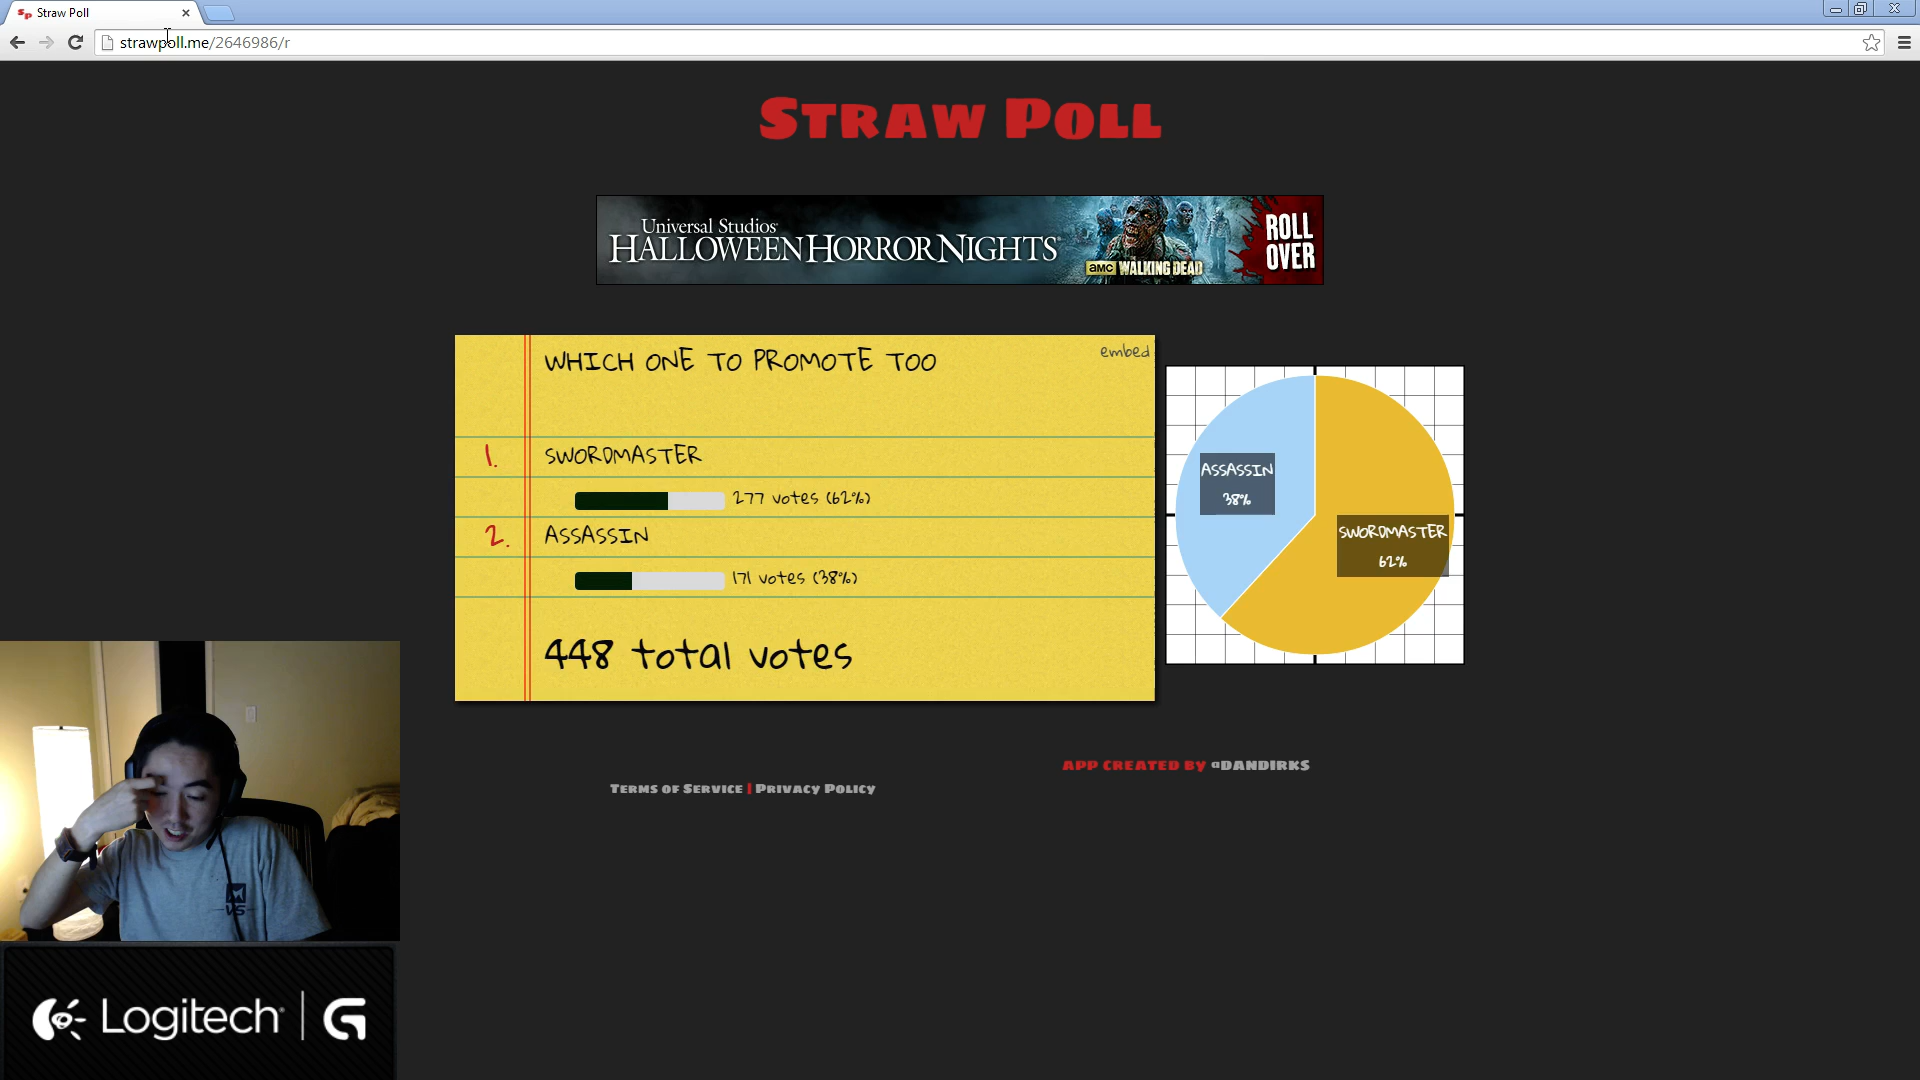 Straw Poll
strawpoll.me/2646986/r
STRAW POLL
Universal Studios
HALLOWEEN HORROR NIGHTS
amc WALKING DEAD
ROLL
OVER
WHICH ONE TO PROMOTE TOO
embed
1. SWORDMASTER
277 votes (62%)
2. ASSASSIN
171 votes (38%)
448 total votes
ASSASSIN
38%
SWORDMASTER
62%
APP CREATED BY @DANDIRKS
TERMS OF SERVICE | PRIVACY POLICY
VS
Logitech G